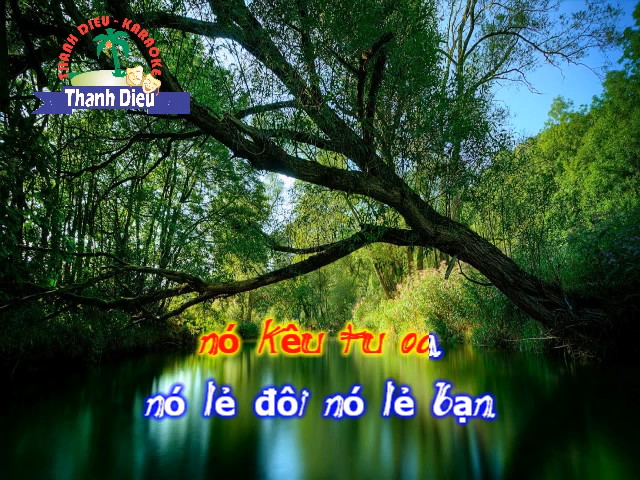 THANH DIEU - KARAOKE
Thanh Dieu
nó kêu tu oa
nó lẻ đôi nó lẻ bạn